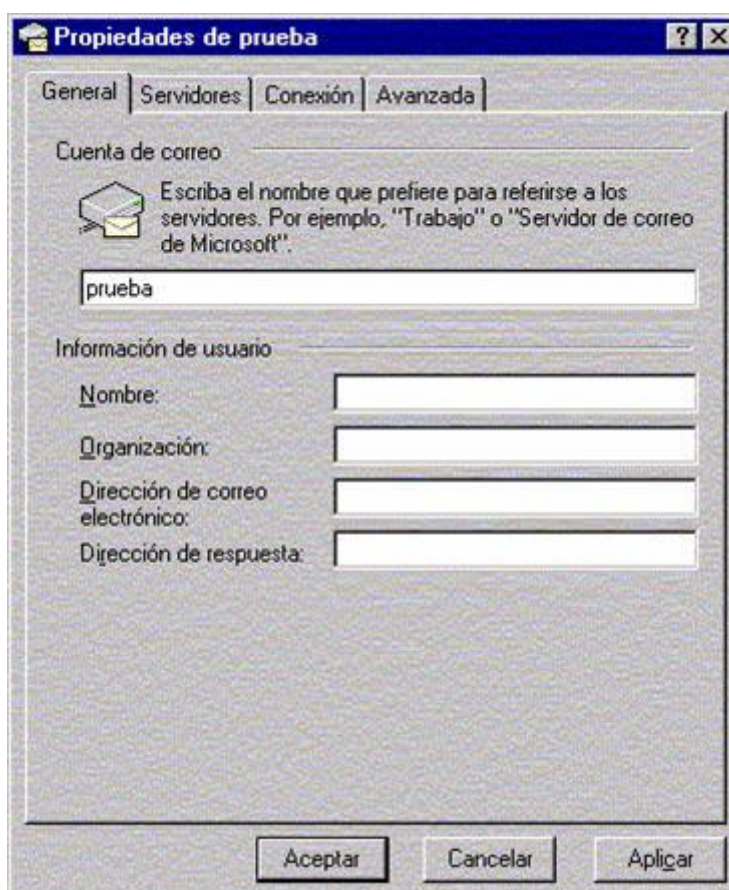 Propiedades de prueba
General Servidores Conexión Avanzada
Cuenta de correo
Escriba el nombre que prefiere para referirse a los
servidores. Por ejemplo, "Trabajo" o "Servidor de correo
de Microsoft".
prueba
Información de usuario
Nombre:
Organización:
Dirección de correo
electrónico:
Dirección de respuesta:
Aceptar Cancelar Aplicar